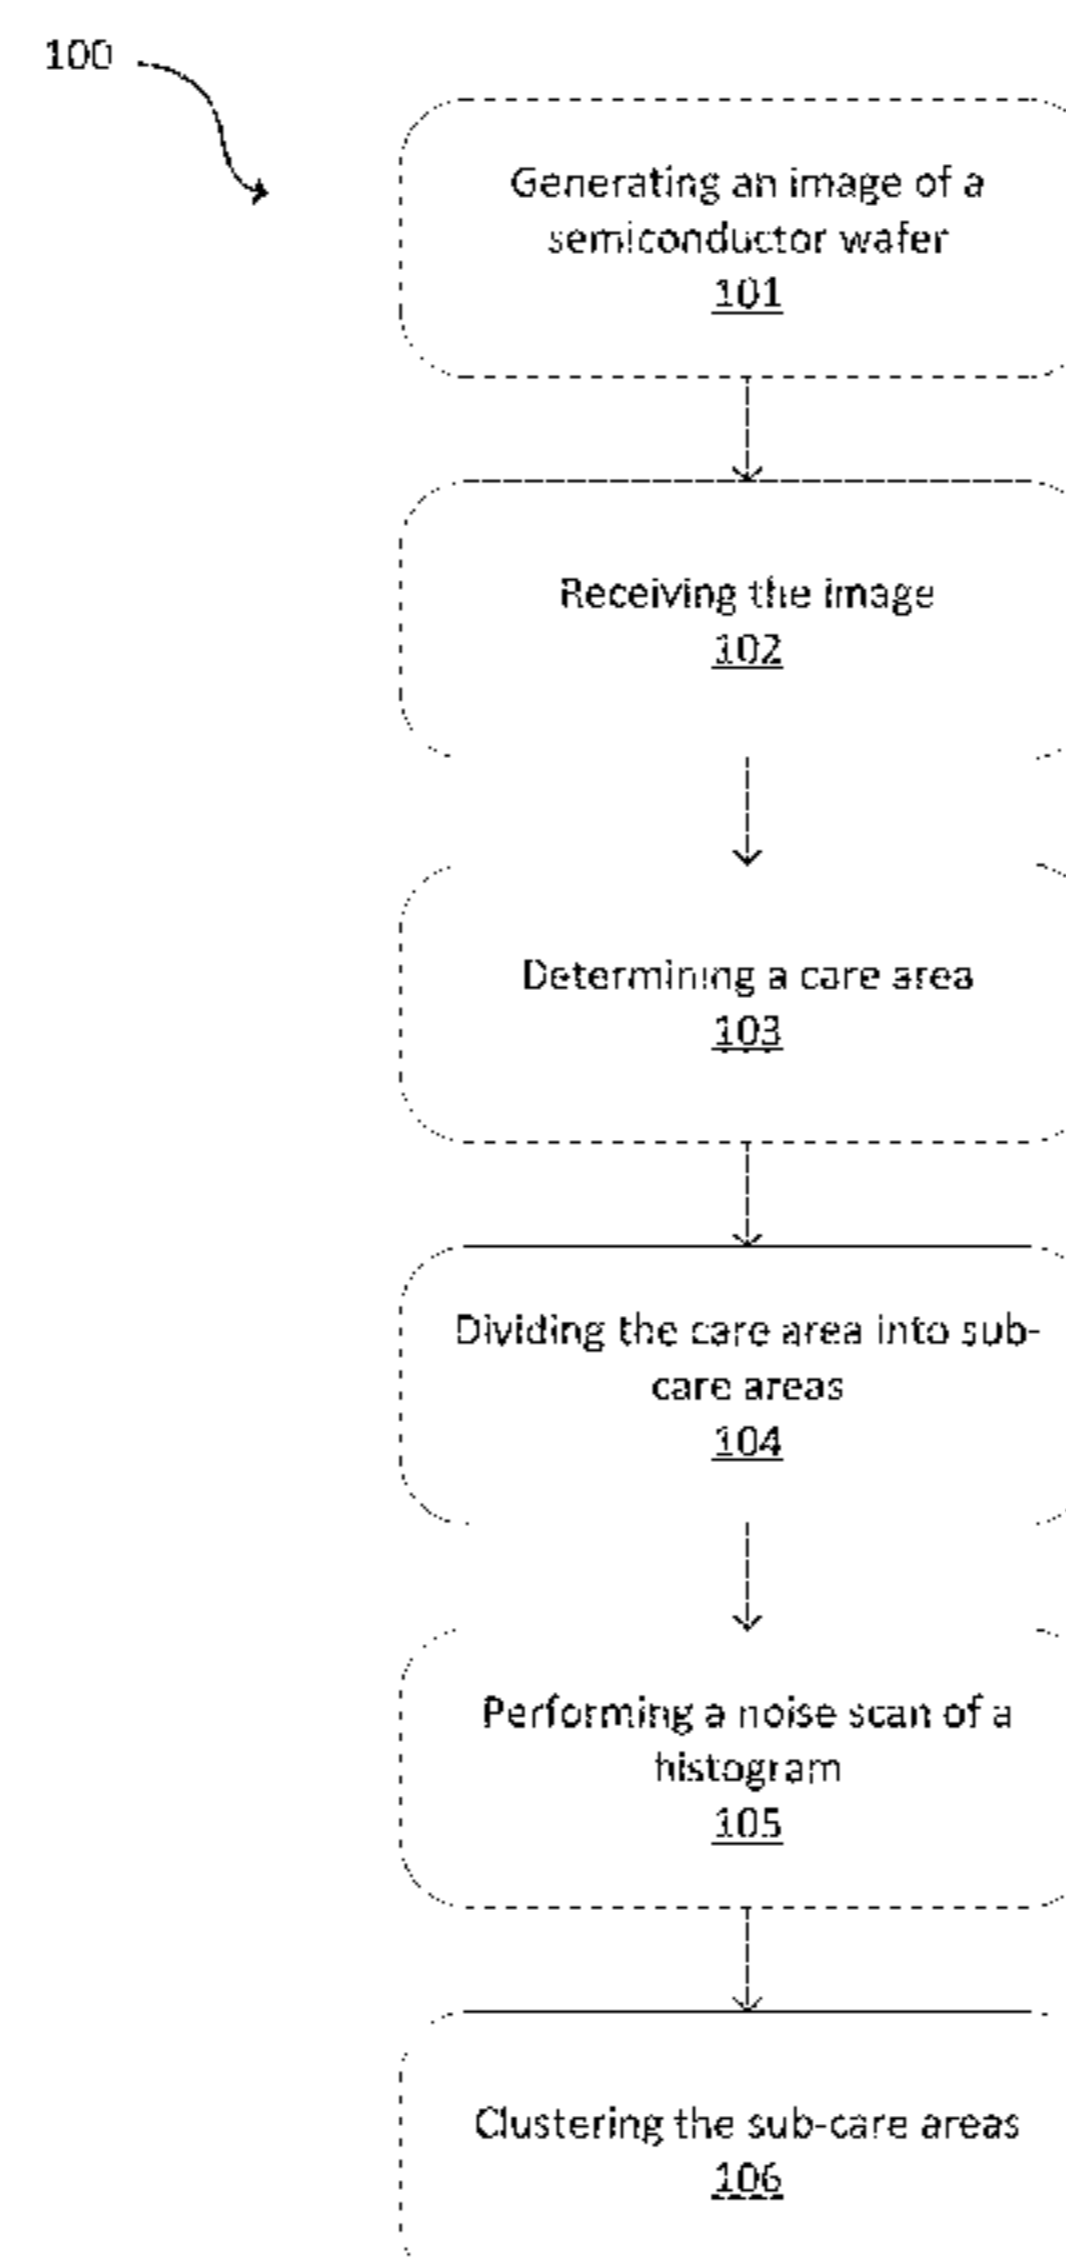 100
Generating an image of a
semiconductor wafer
101
Receiving the image
102
Determining a care area
103
Dividing the care area into sub-
care areas
104
Performing a noise scan of a
histogram
105
Clustering the sub-care areas
106